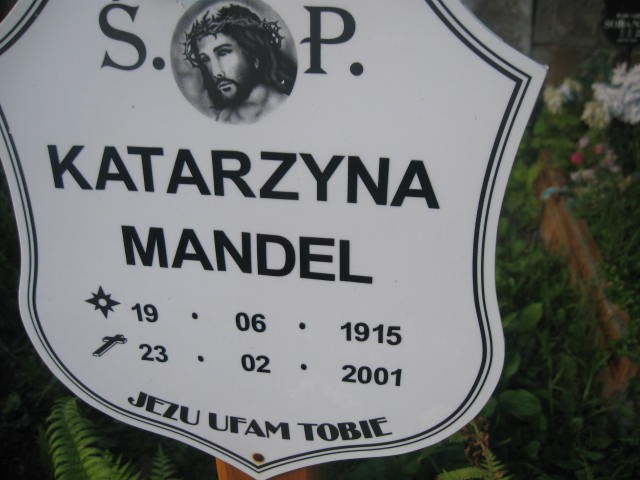 Ś. P.
KATARZYNA
MANDEL
19 · 06 · 1915
23 · 02 · 2001
JEZU UFAM TOBIE